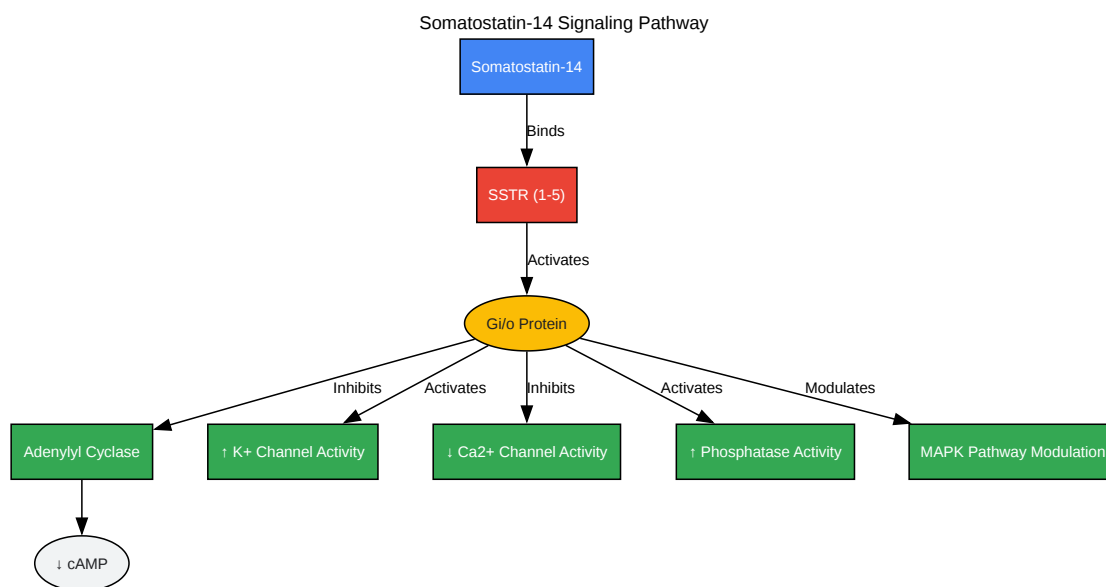 Somatostatin-14 Signaling Pathway
Somatostatin-14
Binds
SSTR (1-5)
Activates
Gi/o Protein
Inhibits
Activates
Inhibits
Activates
Modulates
Adenylyl Cyclase
↑ K+ Channel Activity
↓ Ca2+ Channel Activity
↑ Phosphatase Activity
MAPK Pathway Modulation
↓ cAMP